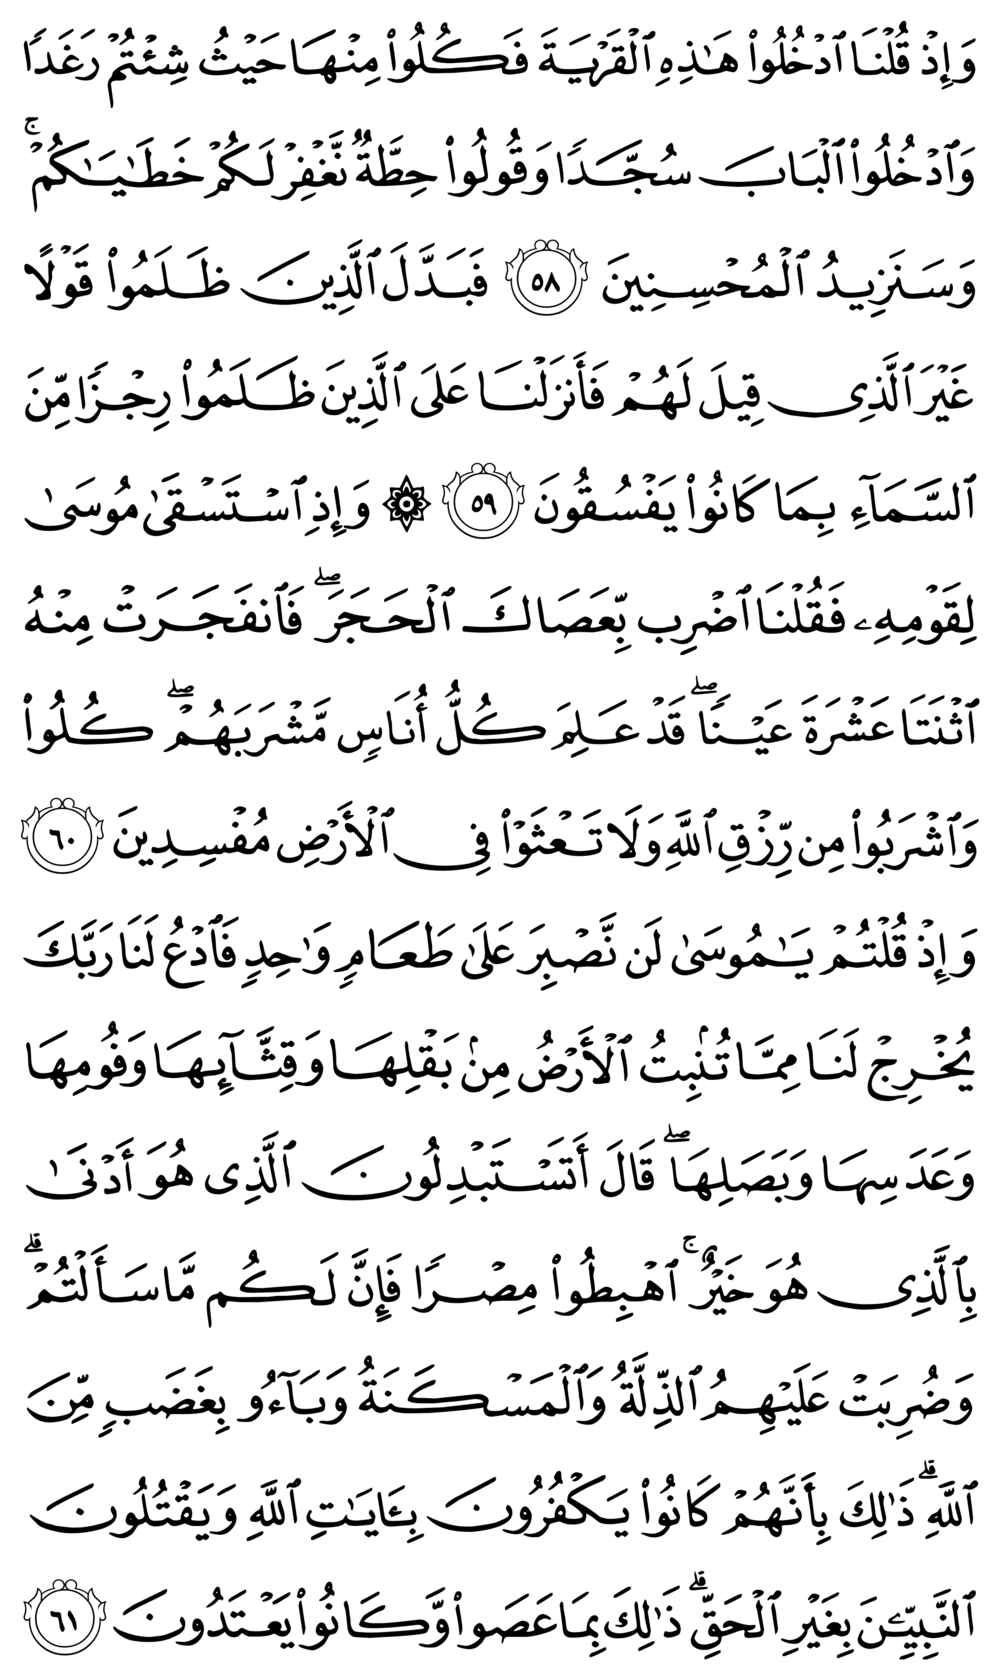 وَإِذۡ قُلۡنَا ٱدۡخُلُواْ هَٰذِهِ ٱلۡقَرۡيَةَ فَكُلُواْ مِنۡهَا حَيۡثُ شِئۡتُمۡ رَغَدٗا
وَٱدۡخُلُواْ ٱلۡبَابَ سُجَّدٗا وَقُولُواْ حِطَّةٞ نَّغۡفِرۡ لَكُمۡ خَطَٰيَٰكُمۡۚ
وَسَنَزِيدُ ٱلۡمُحۡسِنِينَ ٥٨ فَبَدَّلَ ٱلَّذِينَ ظَلَمُواْ قَوۡلًا
غَيۡرَ ٱلَّذِي قِيلَ لَهُمۡ فَأَنزَلۡنَا عَلَى ٱلَّذِينَ ظَلَمُواْ رِجۡزٗا مِّنَ
ٱلسَّمَآءِ بِمَا كَانُواْ يَفۡسُقُونَ ٥٩ ۞ وَإِذِ ٱسۡتَسۡقَىٰ مُوسَىٰ
لِقَوۡمِهِۦ فَقُلۡنَا ٱضۡرِب بِّعَصَاكَ ٱلۡحَجَرَۖ فَٱنفَجَرَتۡ مِنۡهُ
ٱثۡنَتَا عَشۡرَةَ عَيۡنٗاۖ قَدۡ عَلِمَ كُلُّ أُنَاسٖ مَّشۡرَبَهُمۡۖ كُلُواْ
وَٱشۡرَبُواْ مِن رِّزۡقِ ٱللَّهِ وَلَا تَعۡثَوۡاْ فِي ٱلۡأَرۡضِ مُفۡسِدِينَ ٦٠
وَإِذۡ قُلۡتُمۡ يَٰمُوسَىٰ لَن نَّصۡبِرَ عَلَىٰ طَعَامٖ وَٰحِدٖ فَٱدۡعُ لَنَا رَبَّكَ
يُخۡرِجۡ لَنَا مِمَّا تُنۢبِتُ ٱلۡأَرۡضُ مِنۢ بَقۡلِهَا وَقِثَّآئِهَا وَفُومِهَا
وَعَدَسِهَا وَبَصَلِهَاۖ قَالَ أَتَسۡتَبۡدِلُونَ ٱلَّذِي هُوَ أَدۡنَىٰ
بِٱلَّذِي هُوَ خَيۡرٌۚ ٱهۡبِطُواْ مِصۡرٗا فَإِنَّ لَكُم مَّا سَأَلۡتُمۡۗ
وَضُرِبَتۡ عَلَيۡهِمُ ٱلذِّلَّةُ وَٱلۡمَسۡكَنَةُ وَبَآءُو بِغَضَبٖ مِّنَ
ٱللَّهِۗ ذَٰلِكَ بِأَنَّهُمۡ كَانُواْ يَكۡفُرُونَ بِـَٔايَٰتِ ٱللَّهِ وَيَقۡتُلُونَ
ٱلنَّبِيِّـۧنَ بِغَيۡرِ ٱلۡحَقِّۗ ذَٰلِكَ بِمَا عَصَواْ وَّكَانُواْ يَعۡتَدُونَ ٦١